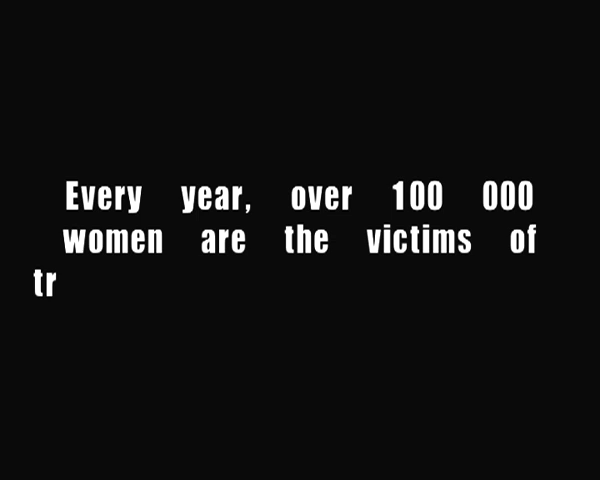 Every year, over 100 000
women are the victims of
tr